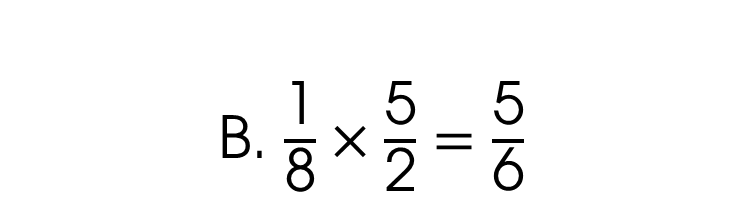 B. 1/8 × 5/2 = 5/6